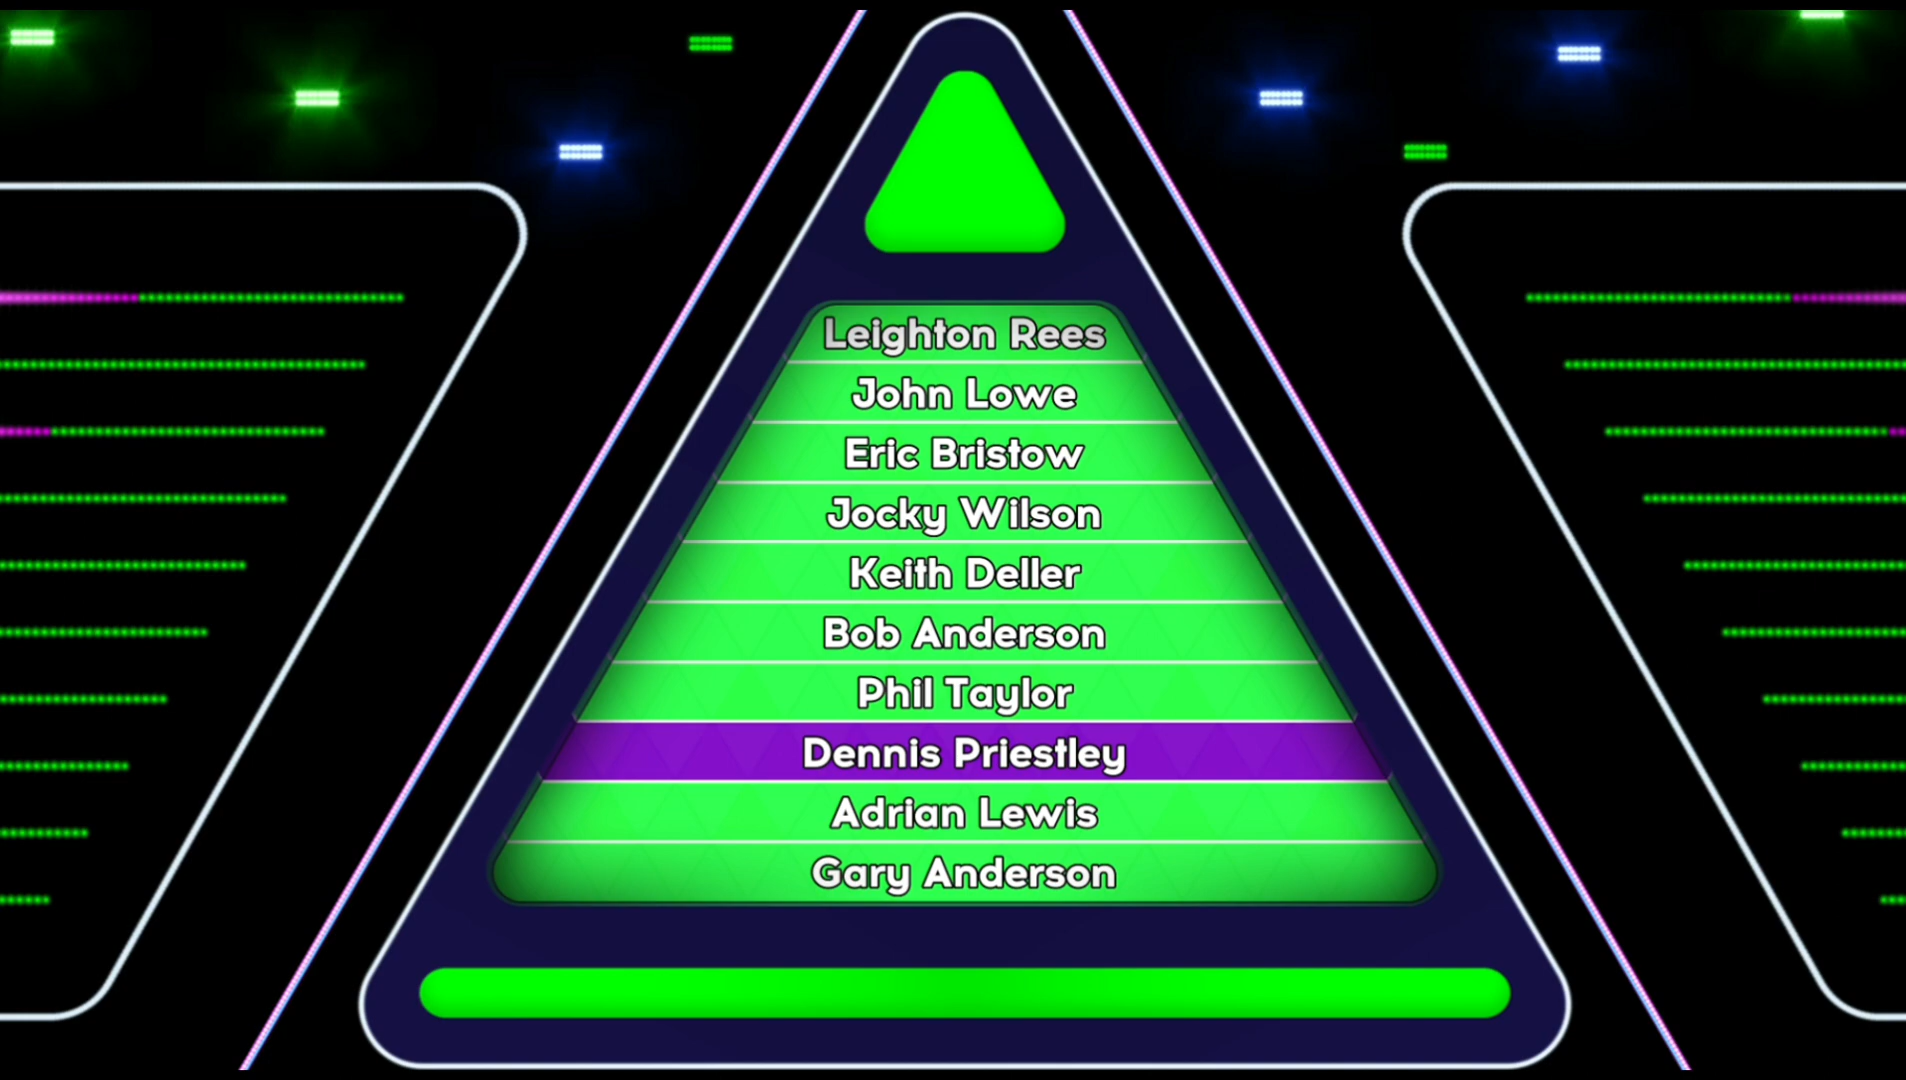 Leighton Rees
John Lowe
Eric Bristow
Jocky Wilson
Keith Deller
Bob Anderson
Phil Taylor
Dennis Priestley
Adrian Lewis
Gary Anderson